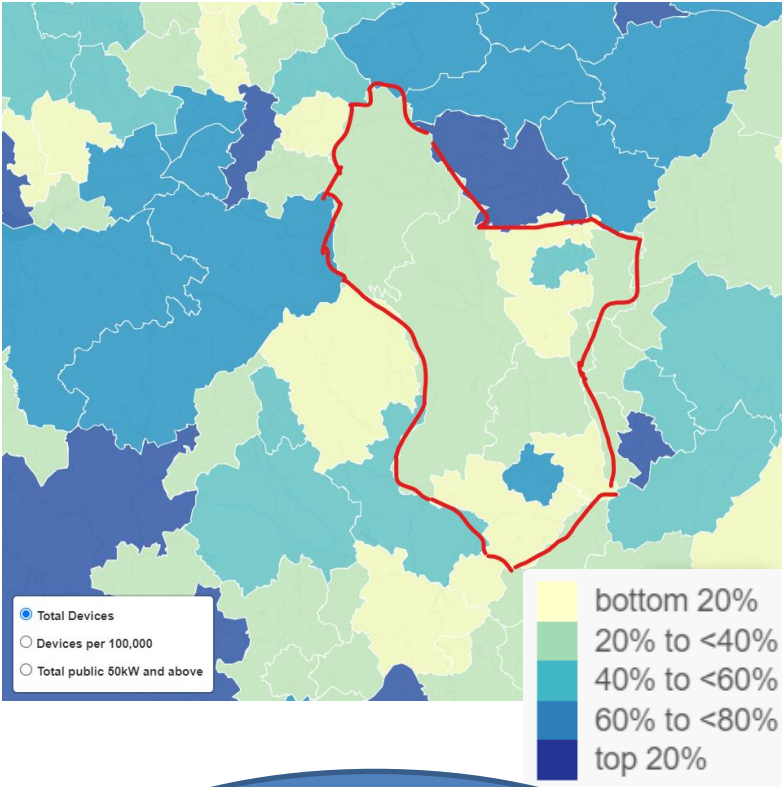 Total Devices
Devices per 100,000
Total public 50kW and above
bottom 20%
20% to <40%
40% to <60%
60% to <80%
top 20%